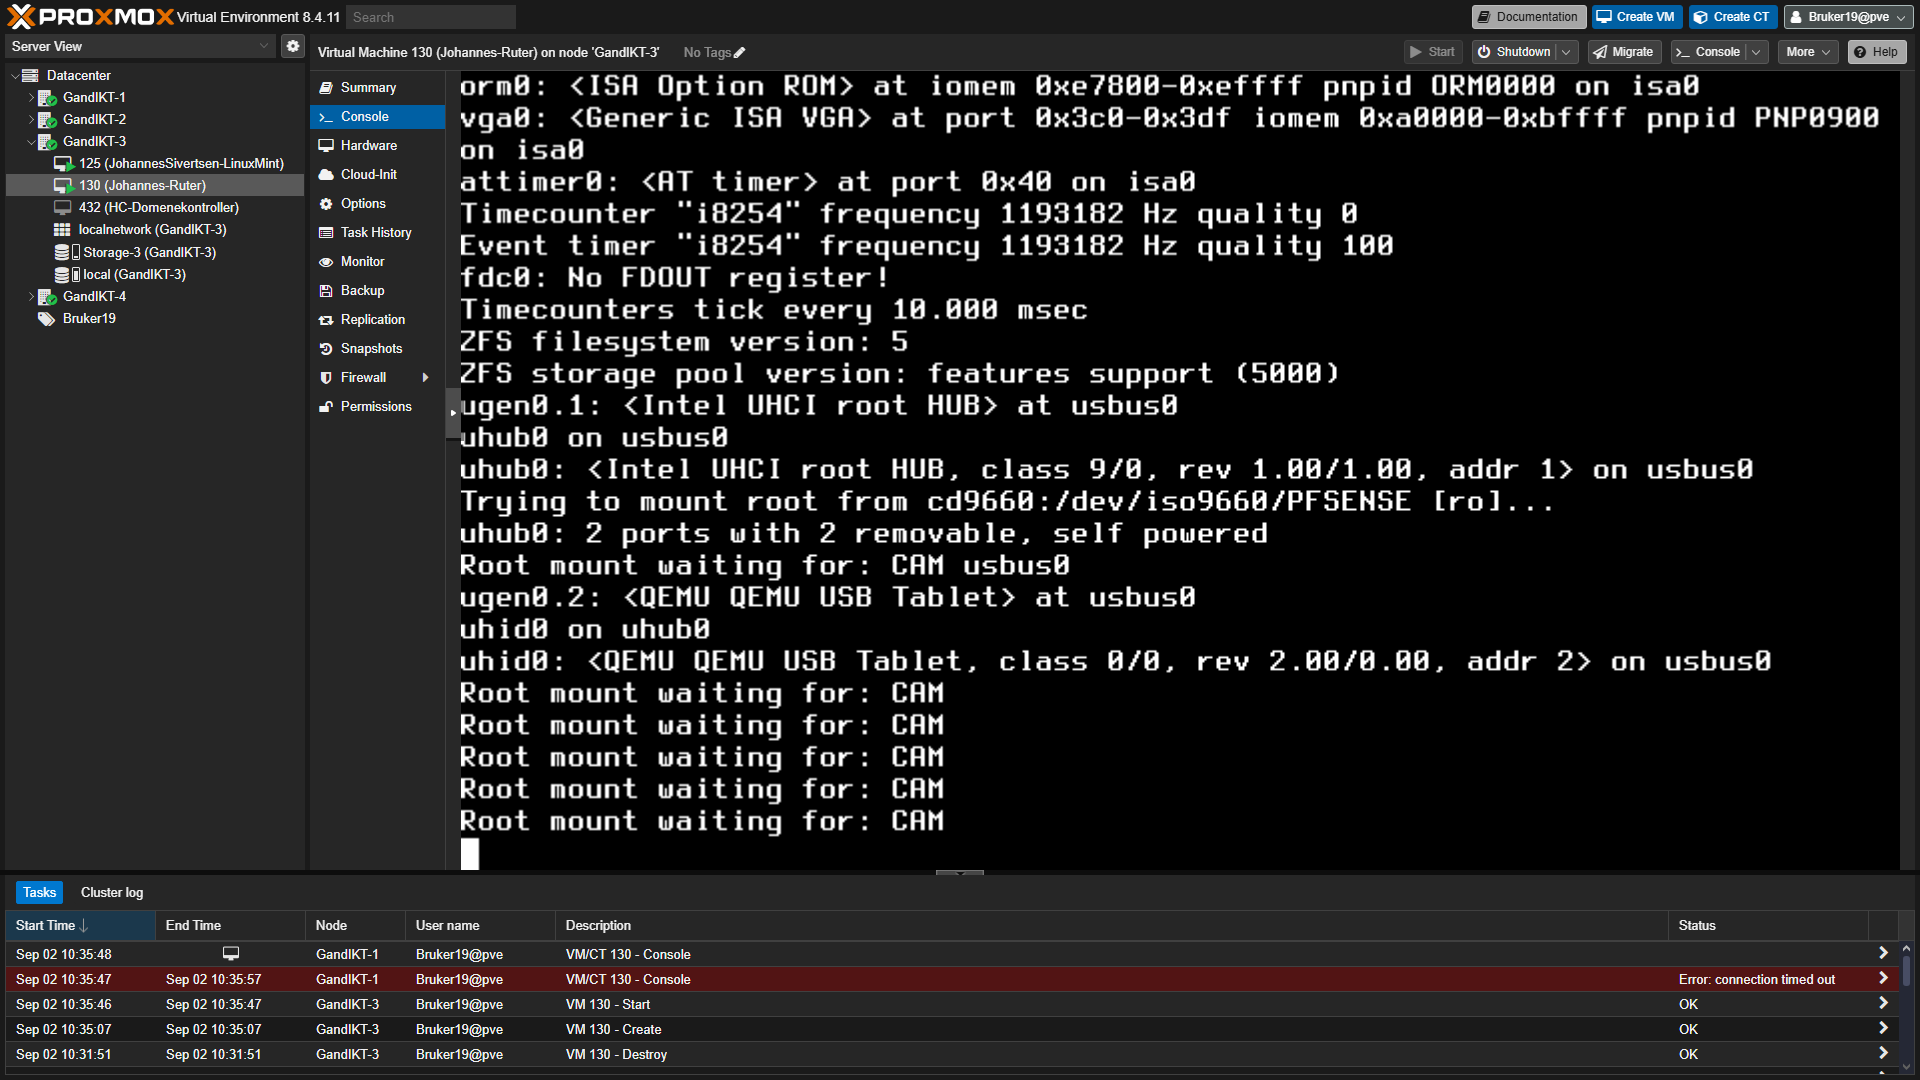 PROXMOX Virtual Environment 8.4.11 Search
Documentation Create VM Create CT Bruker19@pve
Server View
Virtual Machine 130 (Johannes-Ruter) on node 'GandIKT-3' No Tags
Start Shutdown Migrate Console More Help
Datacenter
GandIKT-1
GandIKT-2
GandIKT-3
125 (JohannesSivertsen-LinuxMint)
130 (Johannes-Ruter)
432 (HC-Domenekontroller)
localnetwork (GandIKT-3)
Storage-3 (GandIKT-3)
local (GandIKT-3)
GandIKT-4
Bruker19
Summary
Console
Hardware
Cloud-Init
Options
Task History
Monitor
Backup
Replication
Snapshots
Firewall
Permissions
orm0: <ISA Option ROM> at iomem 0xe7800-0xeffff pnpid ORM0000 on isa0
vga0: <Generic ISA VGA> at port 0x3c0-0x3df iomem 0xa0000-0xbffff pnpid PNP0900
on isa0
attimer0: <AT timer> at port 0x40 on isa0
Timecounter "i8254" frequency 1193182 Hz quality 0
Event timer "i8254" frequency 1193182 Hz quality 100
fdc0: No FDOUT register!
Timecounters tick every 10.000 msec
ZFS filesystem version: 5
ZFS storage pool version: features support (5000)
ugen0.1: <Intel UHCI root HUB> at usbus0
uhub0 on usbus0
uhub0: <Intel UHCI root HUB, class 9/0, rev 1.00/1.00, addr 1> on usbus0
Trying to mount root from cd9660:/dev/iso9660/PFSENSE [ro]...
uhub0: 2 ports with 2 removable, self powered
Root mount waiting for: CAM usbus0
ugen0.2: <QEMU QEMU USB Tablet> at usbus0
uhid0 on uhub0
uhid0: <QEMU QEMU USB Tablet, class 0/0, rev 2.00/0.00, addr 2> on usbus0
Root mount waiting for: CAM
Root mount waiting for: CAM
Root mount waiting for: CAM
Root mount waiting for: CAM
Root mount waiting for: CAM
Tasks Cluster log
Start Time End Time Node User name Description Status
Sep 02 10:35:48 GandIKT-1 Bruker19@pve VM/CT 130 - Console
Sep 02 10:35:47 Sep 02 10:35:57 GandIKT-1 Bruker19@pve VM/CT 130 - Console Error: connection timed out
Sep 02 10:35:46 Sep 02 10:35:47 GandIKT-3 Bruker19@pve VM 130 - Start OK
Sep 02 10:35:07 Sep 02 10:35:07 GandIKT-3 Bruker19@pve VM 130 - Create OK
Sep 02 10:31:51 Sep 02 10:31:51 GandIKT-3 Bruker19@pve VM 130 - Destroy OK